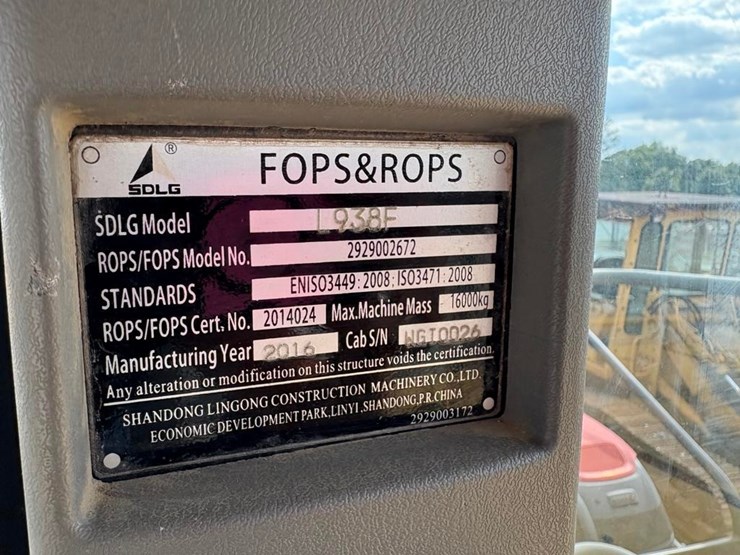 SDLG ®
FOPS&ROPS
SDLG Model L938F
ROPS/FOPS Model No. 2929002672
STANDARDS ENISO3449:2008;ISO3471:2008
ROPS/FOPS Cert. No. 2014024 Max.Machine Mass 16000kg
Manufacturing Year 2016 Cab S/N WGI0026
Any alteration or modification on this structure voids the certification.
SHANDONG LINGONG CONSTRUCTION MACHINERY CO.,LTD.
ECONOMIC DEVELOPMENT PARK,LINYI,SHANDONG,P.R.CHINA
2929003172